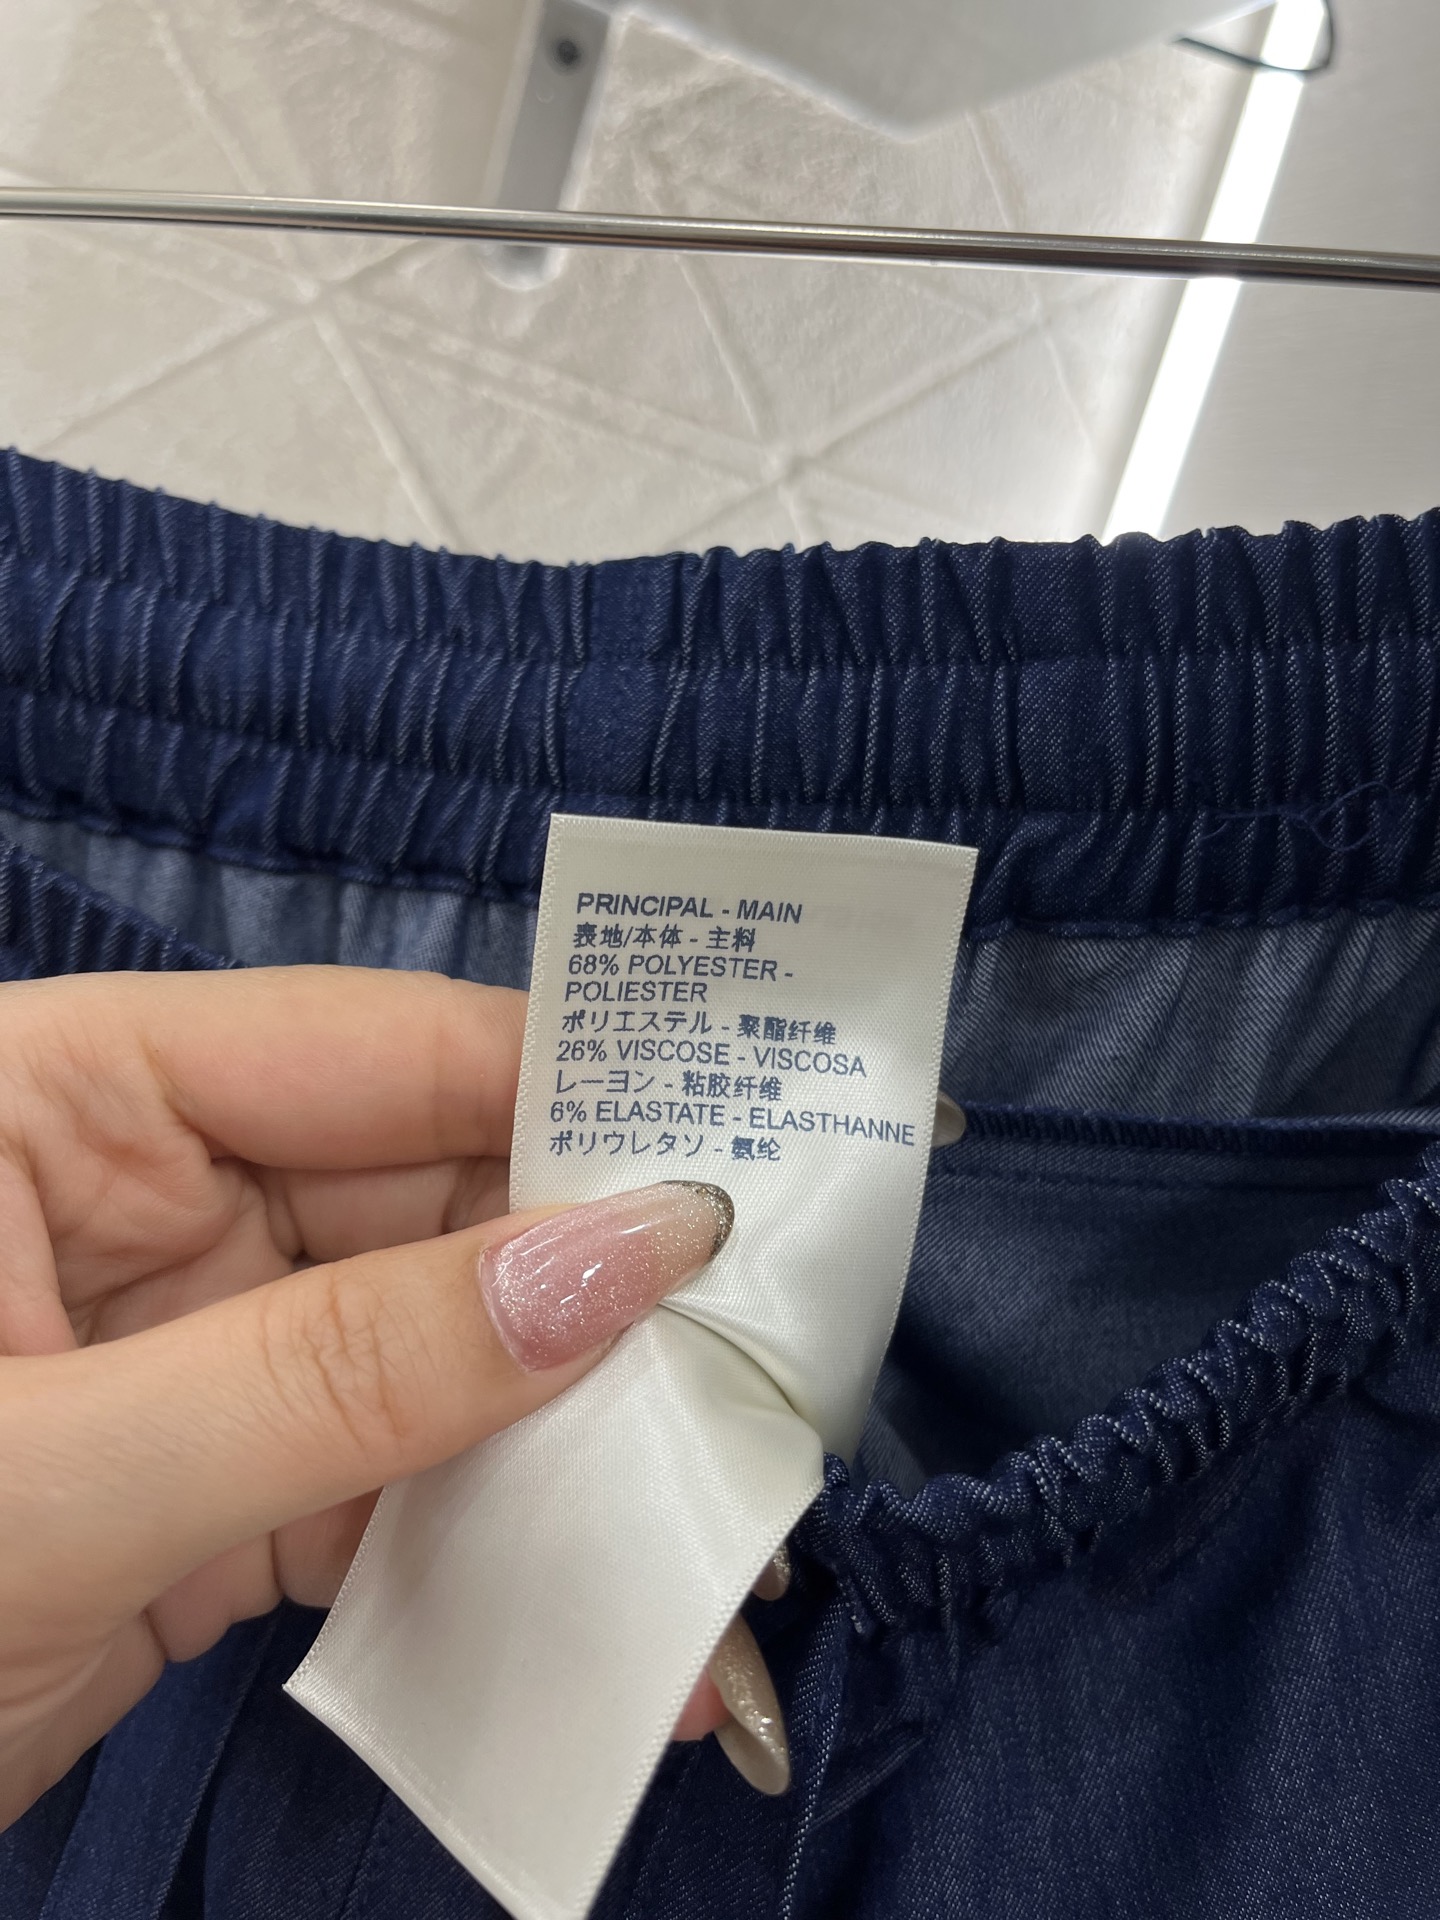 PRINCIPAL - MAIN
表地/本体 - 主料
68% POLYESTER -
POLIESTER
ポリエステル - 聚酯纤维
26% VISCOSE - VISCOSA
レーヨン - 粘胶纤维
6% ELASTATE - ELASTHANNE
ポリウレタソ - 氨纶